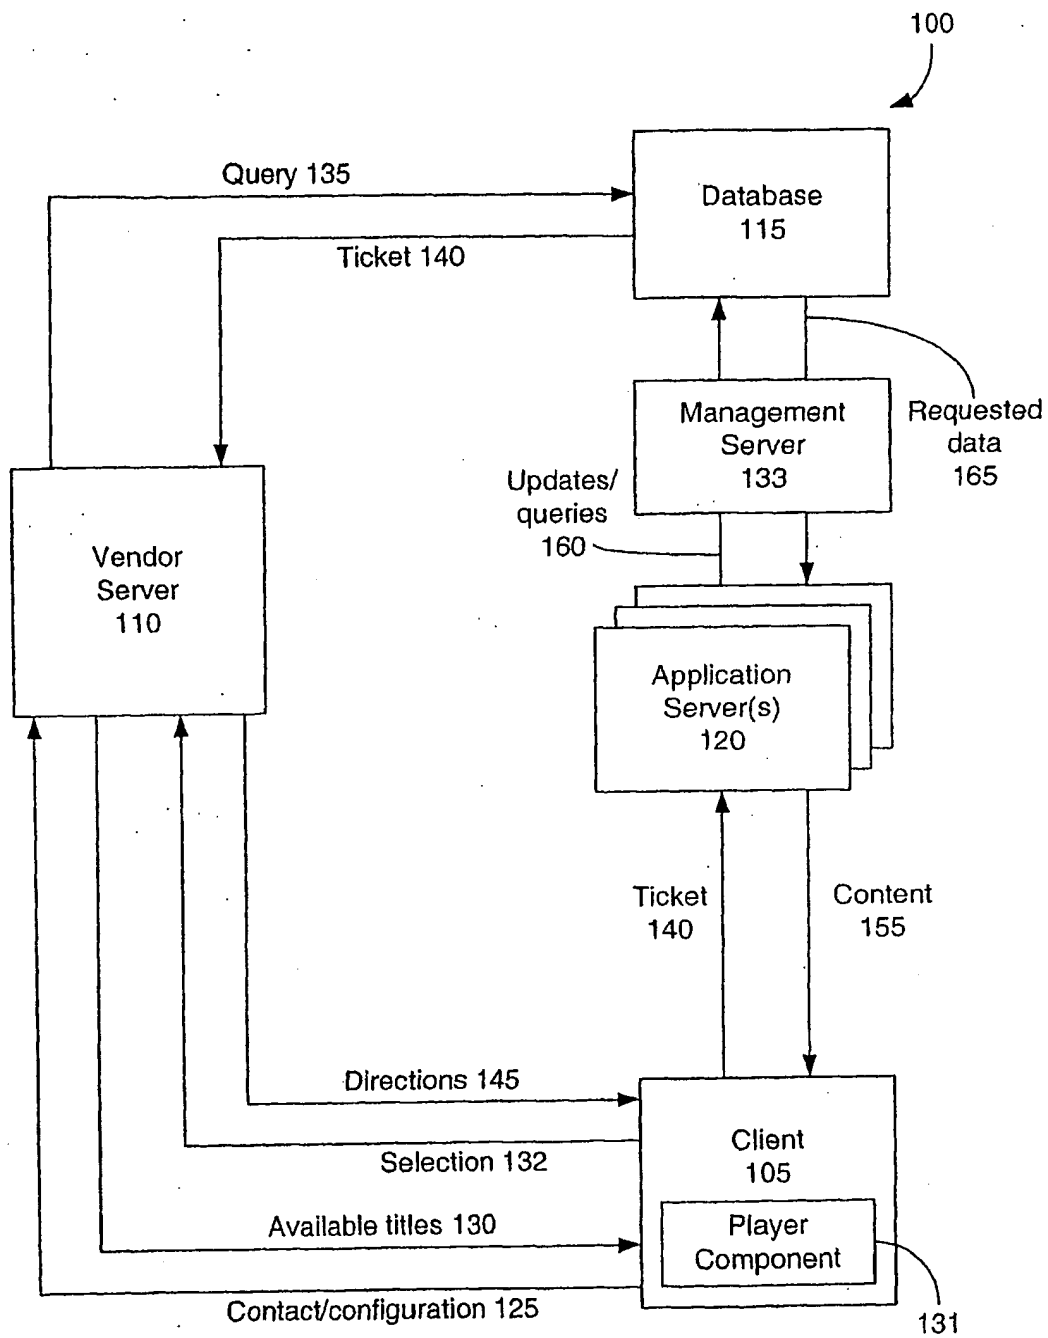 100
Query 135
Database
115
Ticket 140
Management
Server
133
Requested
data
165
Updates/
queries
160
Vendor
Server
110
Application
Server(s)
120
Ticket
140
Content
155
Directions 145
Client
105
Selection 132
Available titles 130
Player
Component
Contact/configuration 125
131